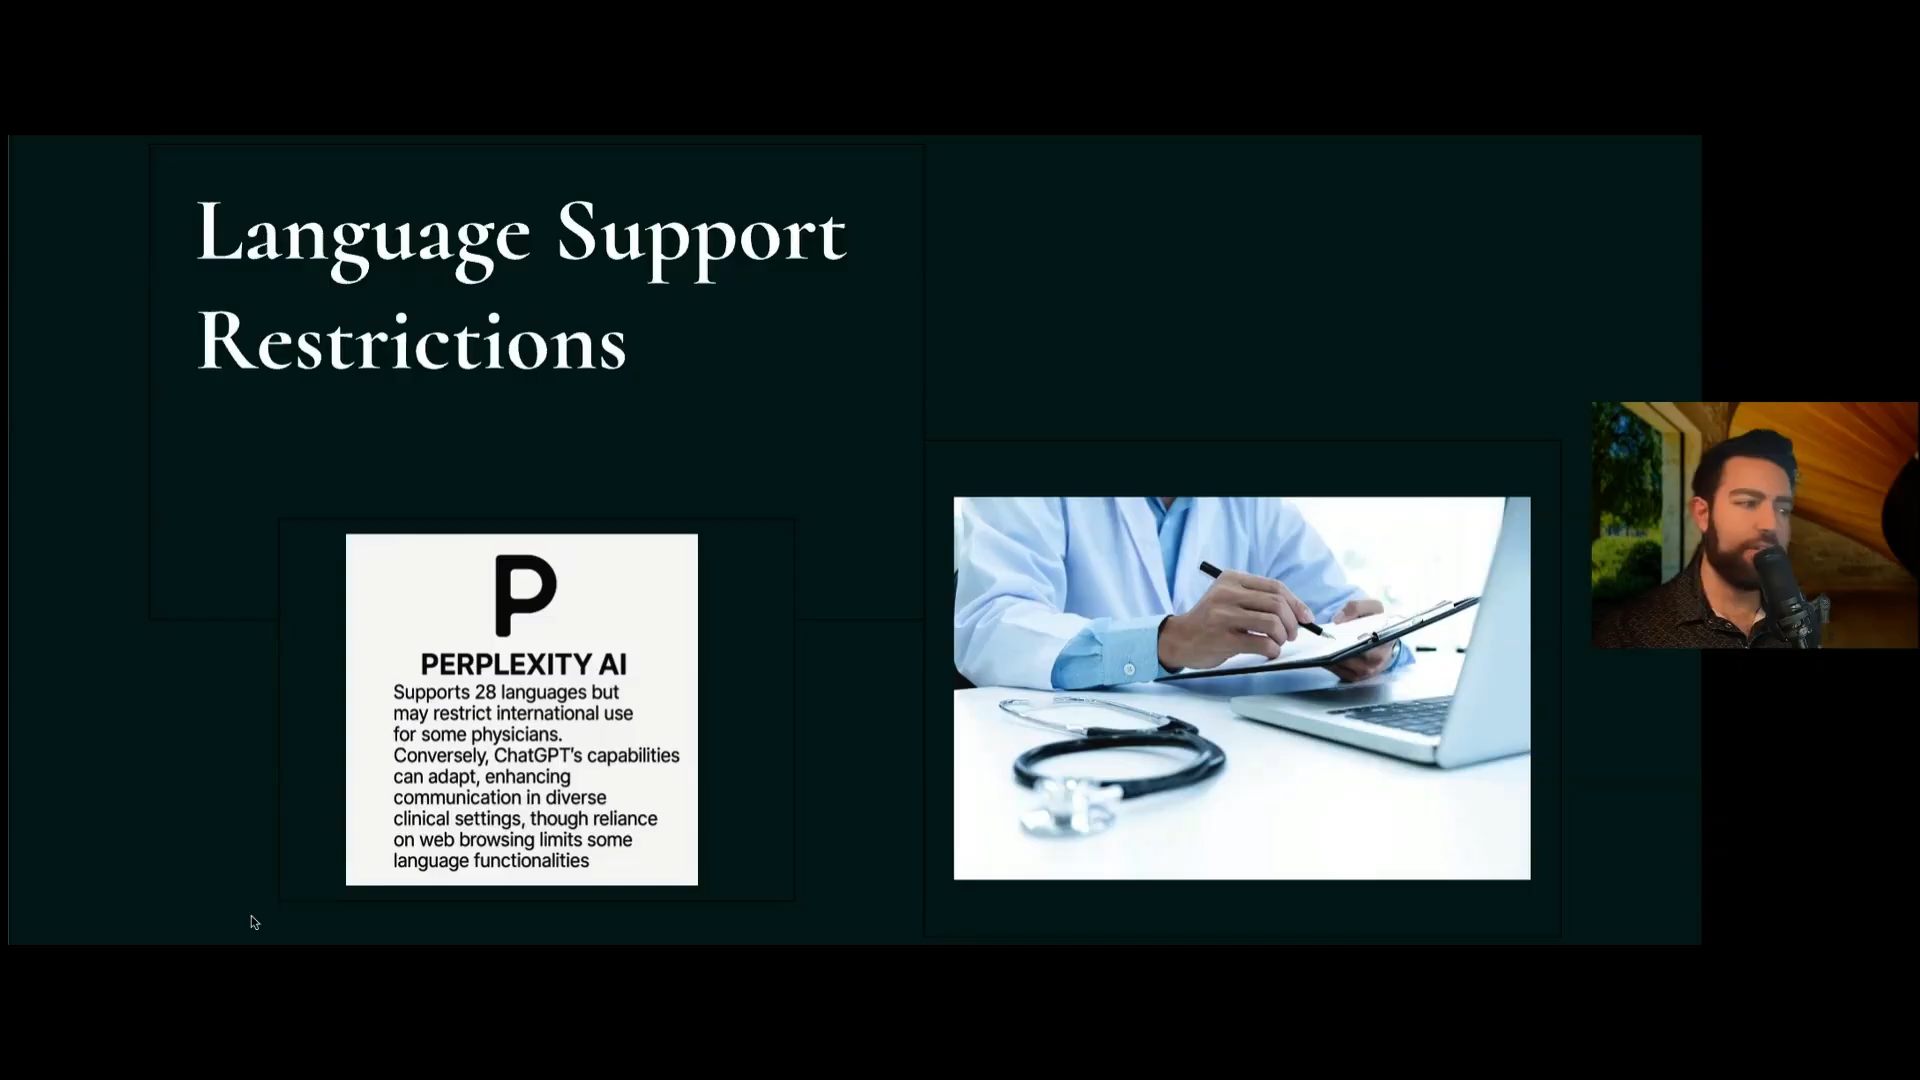 Language Support
Restrictions
P
PERPLEXITY AI
Supports 28 languages but
may restrict international use
for some physicians.
Conversely, ChatGPT's capabilities
can adapt, enhancing
communication in diverse
clinical settings, though reliance
on web browsing limits some
language functionalities